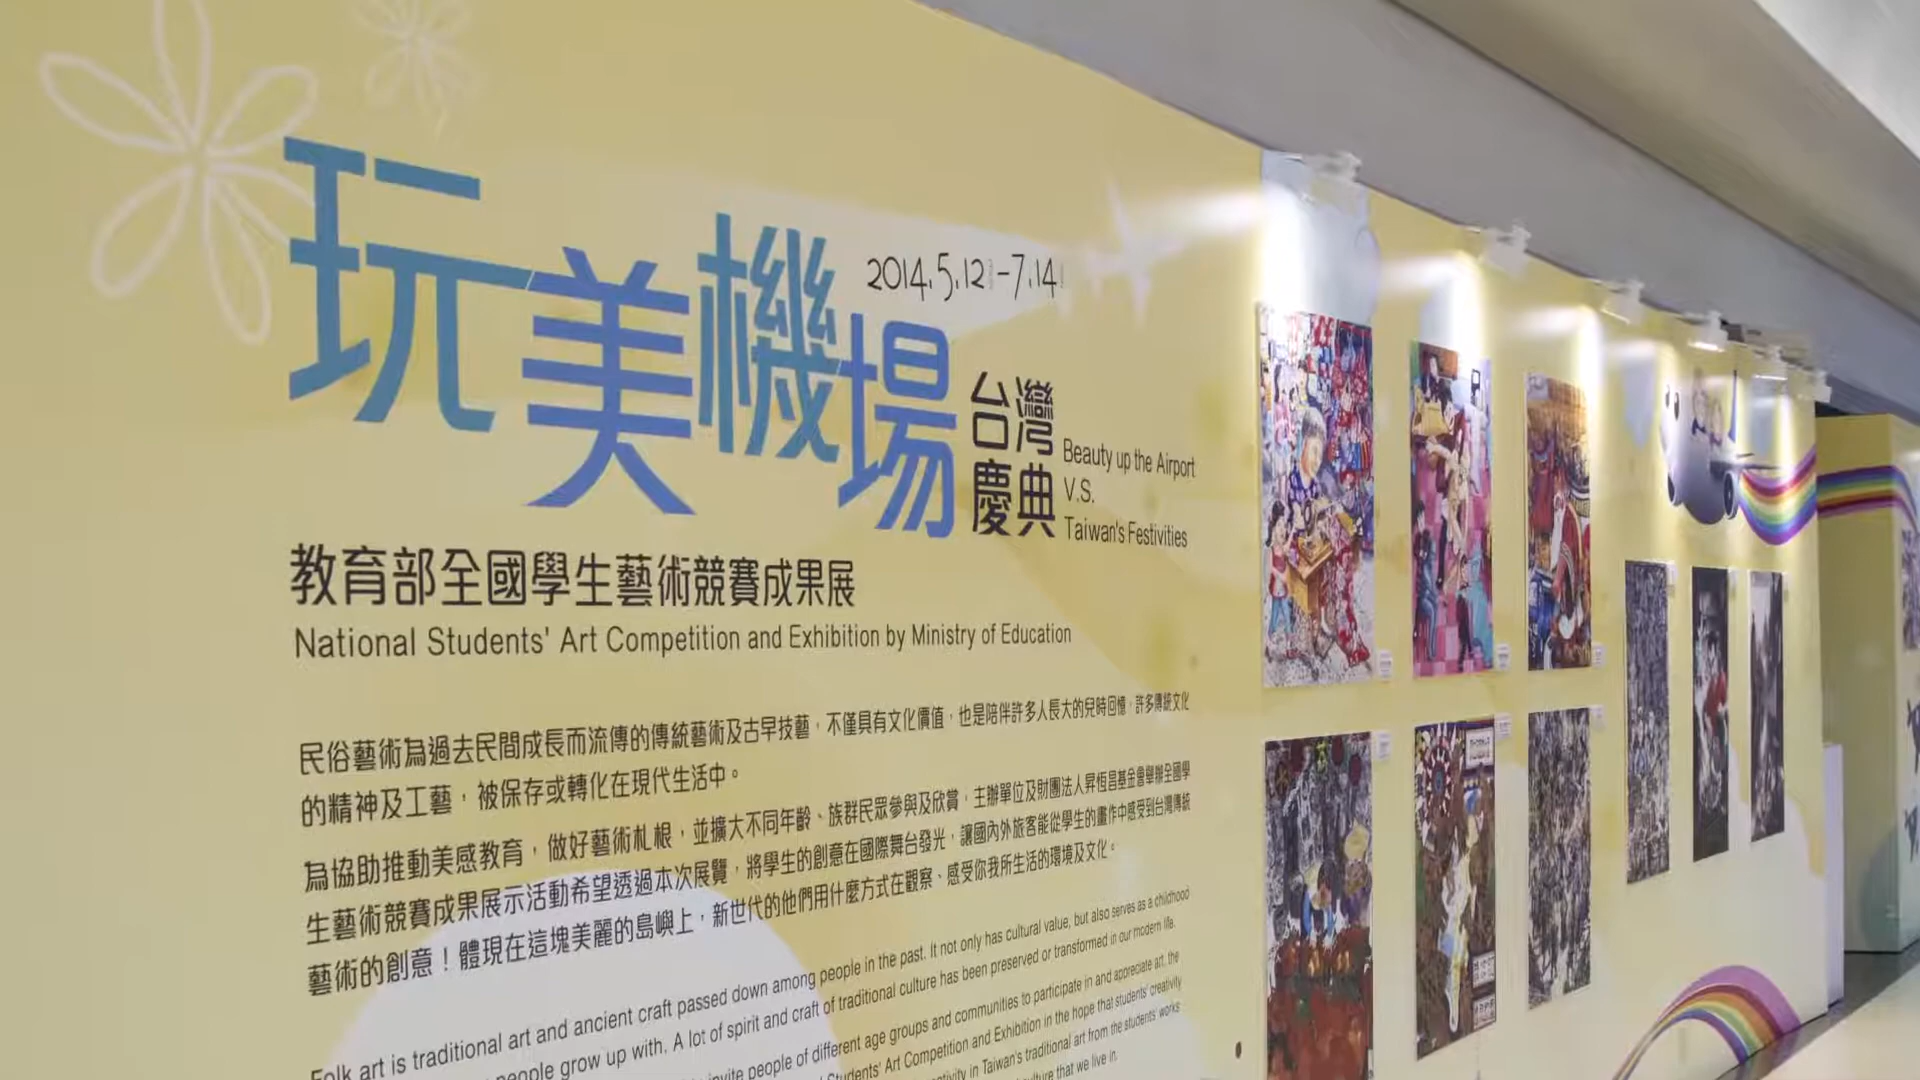 玩美機場
2014.5.12-7.14
台灣
慶典
Beauty up the Airport
V.S.
Taiwan's Festivities
教育部全國學生藝術競賽成果展
National Students' Art Competition and Exhibition by Ministry of Education
民俗藝術為過去民間成長而流傳的傳統藝術及古早技藝，不僅具有文化價值，也是陪伴許多人長大的兒時回憶，許多傳統文化
的精神及工藝，被保存或轉化在現代生活中。
為協助推動美感教育，做好藝術札根，並擴大不同年齡、族群民眾參與及欣賞，主辦單位及財團法人昇恆昌基金會舉辦全國學
生藝術競賽成果展示活動希望透過本次展覽，將學生的創意在國際舞台發光，讓國內外旅客能從學生的畫作中感受到台灣傳統
藝術的創意！體現在這塊美麗的島嶼上，新世代的他們用什麼方式在觀察、感受你我所生活的環境及文化。
Folk art is traditional art and ancient craft passed down among people in the past. It not only has cultural value, but also serves as a childhood
people grow up with. A lot of spirit and craft of traditional culture has been preserved or transformed in our modern life.
invite people of different age groups and communities to participate in and appreciate art, the
Students' Art Competition and Exhibition in the hope that students' creativity
in Taiwan's traditional art from the students' works
that we live in.